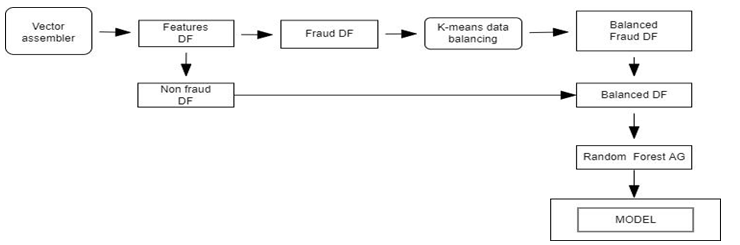 Vector
assembler
Features
DF
Fraud DF
K-means data
balancing
Balanced
Fraud DF
Non fraud
DF
Balanced DF
Random Forest AG
MODEL